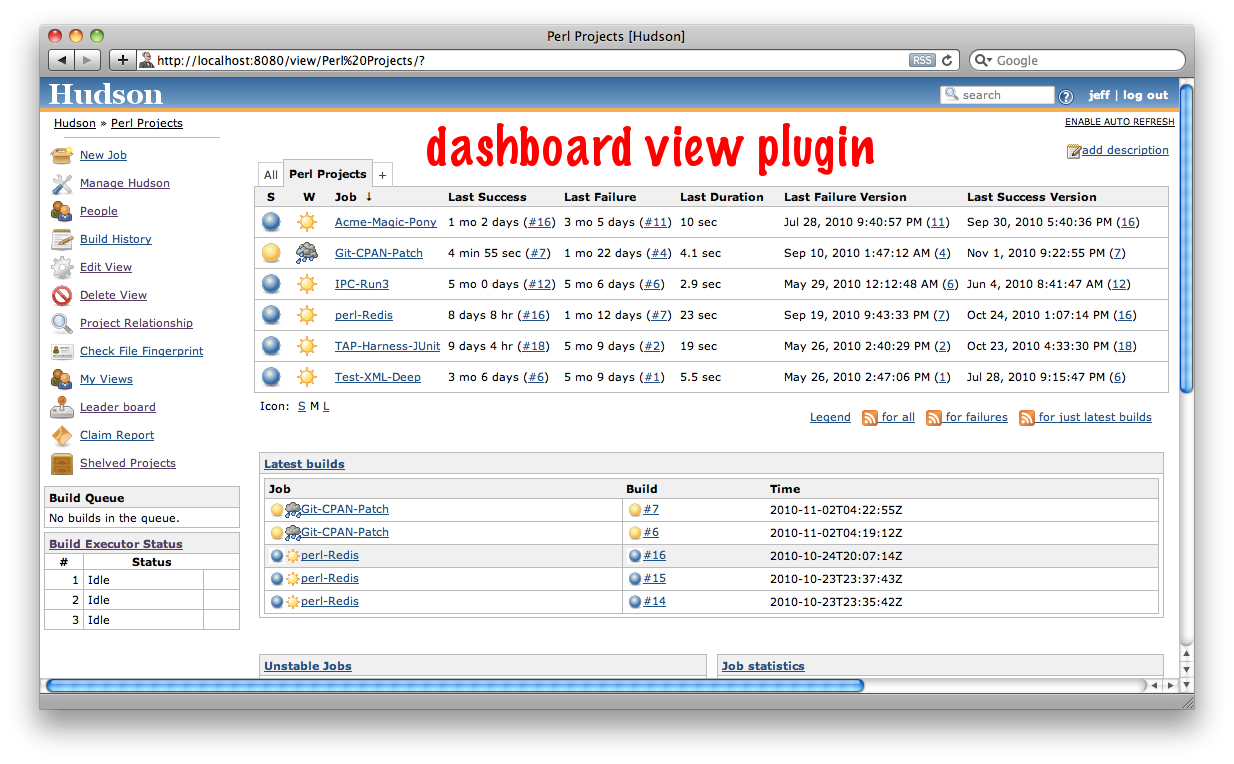 Perl Projects [Hudson]
http://localhost:8080/view/Perl%20Projects/? RSS Google
Hudson search ? jeff | log out
Hudson » Perl Projects ENABLE AUTO REFRESH
dashboard view plugin
add description
New Job
Manage Hudson
People
Build History
Edit View
Delete View
Project Relationship
Check File Fingerprint
My Views
Leader board
Claim Report
Shelved Projects
Build Queue
No builds in the queue.
Build Executor Status
# Status
1 Idle
2 Idle
3 Idle
All Perl Projects +
S W Job ↓ Last Success Last Failure Last Duration Last Failure Version Last Success Version
Acme-Magic-Pony 1 mo 2 days (#16) 3 mo 5 days (#11) 10 sec Jul 28, 2010 9:40:57 PM (11) Sep 30, 2010 5:40:36 PM (16)
Git-CPAN-Patch 4 min 55 sec (#7) 1 mo 22 days (#4) 4.1 sec Sep 10, 2010 1:47:12 AM (4) Nov 1, 2010 9:22:55 PM (7)
IPC-Run3 5 mo 0 days (#12) 5 mo 6 days (#6) 2.9 sec May 29, 2010 12:12:48 AM (6) Jun 4, 2010 8:41:47 AM (12)
perl-Redis 8 days 8 hr (#16) 1 mo 12 days (#7) 23 sec Sep 19, 2010 9:43:33 PM (7) Oct 24, 2010 1:07:14 PM (16)
TAP-Harness-JUnit 9 days 4 hr (#18) 5 mo 9 days (#2) 19 sec May 26, 2010 2:40:29 PM (2) Oct 23, 2010 4:33:30 PM (18)
Test-XML-Deep 3 mo 6 days (#6) 5 mo 9 days (#1) 5.5 sec May 26, 2010 2:47:06 PM (1) Jul 28, 2010 9:15:47 PM (6)
Icon: S M L
Legend for all for failures for just latest builds
Latest builds
Job Build Time
Git-CPAN-Patch #7 2010-11-02T04:22:55Z
Git-CPAN-Patch #6 2010-11-02T04:19:12Z
perl-Redis #16 2010-10-24T20:07:14Z
perl-Redis #15 2010-10-23T23:37:43Z
perl-Redis #14 2010-10-23T23:35:42Z
Unstable Jobs Job statistics